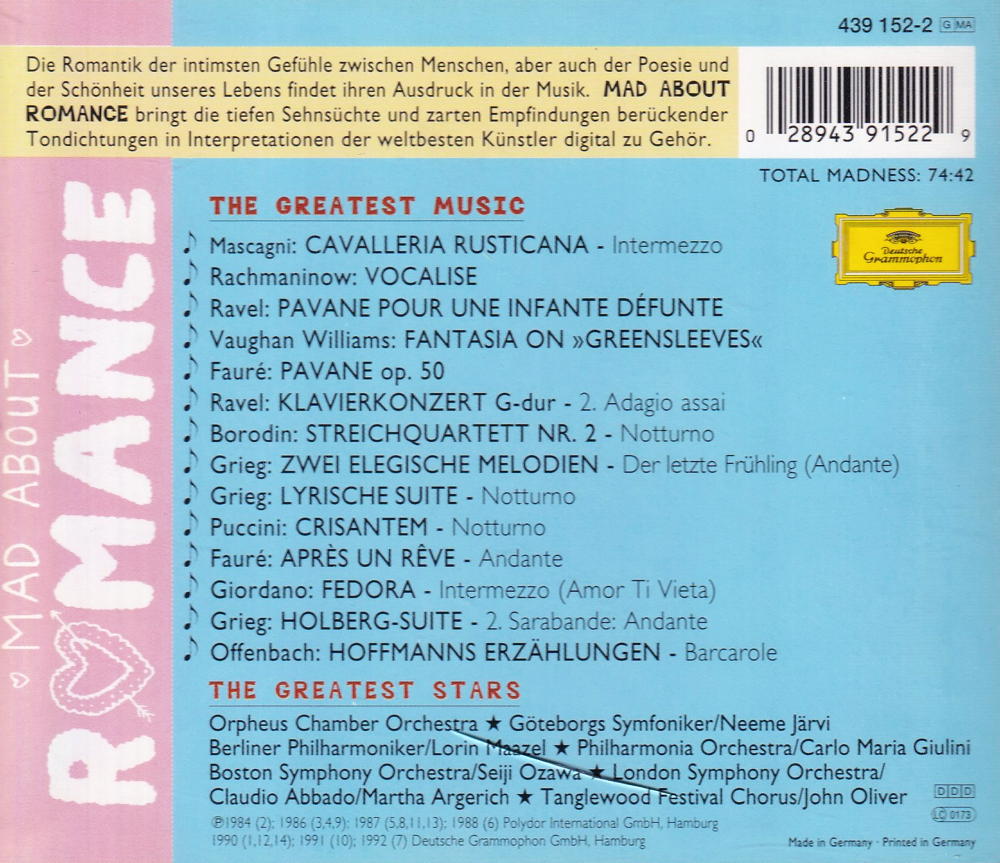 439 152-2 G MA
Die Romantik der intimsten Gefühle zwischen Menschen, aber auch der Poesie und
der Schönheit unseres Lebens findet ihren Ausdruck in der Musik. MAD ABOUT
ROMANCE bringt die tiefen Sehnsüchte und zarten Empfindungen berückender
Tondichtungen in Interpretationen der weltbesten Künstler digital zu Gehör.
0 28943 91522 9
TOTAL MADNESS: 74:42
MAD ABOUT
ROMANCE
THE GREATEST MUSIC
Deutsche
Grammophon
Mascagni: CAVALLERIA RUSTICANA - Intermezzo
Rachmaninow: VOCALISE
Ravel: PAVANE POUR UNE INFANTE DÉFUNTE
Vaughan Williams: FANTASIA ON »GREENSLEEVES«
Fauré: PAVANE op. 50
Ravel: KLAVIERKONZERT G-dur - 2. Adagio assai
Borodin: STREICHQUARTETT NR. 2 - Notturno
Grieg: ZWEI ELEGISCHE MELODIEN - Der letzte Frühling (Andante)
Grieg: LYRISCHE SUITE - Notturno
Puccini: CRISANTEM - Notturno
Fauré: APRÈS UN RÊVE - Andante
Giordano: FEDORA - Intermezzo (Amor Ti Vieta)
Grieg: HOLBERG-SUITE - 2. Sarabande: Andante
Offenbach: HOFFMANNS ERZÄHLUNGEN - Barcarole
THE GREATEST STARS
Orpheus Chamber Orchestra ★ Göteborgs Symfoniker/Neeme Järvi
Berliner Philharmoniker/Lorin Maazel ★ Philharmonia Orchestra/Carlo Maria Giulini
Boston Symphony Orchestra/Seiji Ozawa ★ London Symphony Orchestra/
Claudio Abbado/Martha Argerich ★ Tanglewood Festival Chorus/John Oliver
DDD
LC 0173
℗1984 (2); 1986 (3,4,9); 1987 (5,8,11,13); 1988 (6) Polydor International GmbH, Hamburg
1990 (1,12,14); 1991 (10); 1992 (7) Deutsche Grammophon GmbH, Hamburg
Made in Germany · Printed in Germany